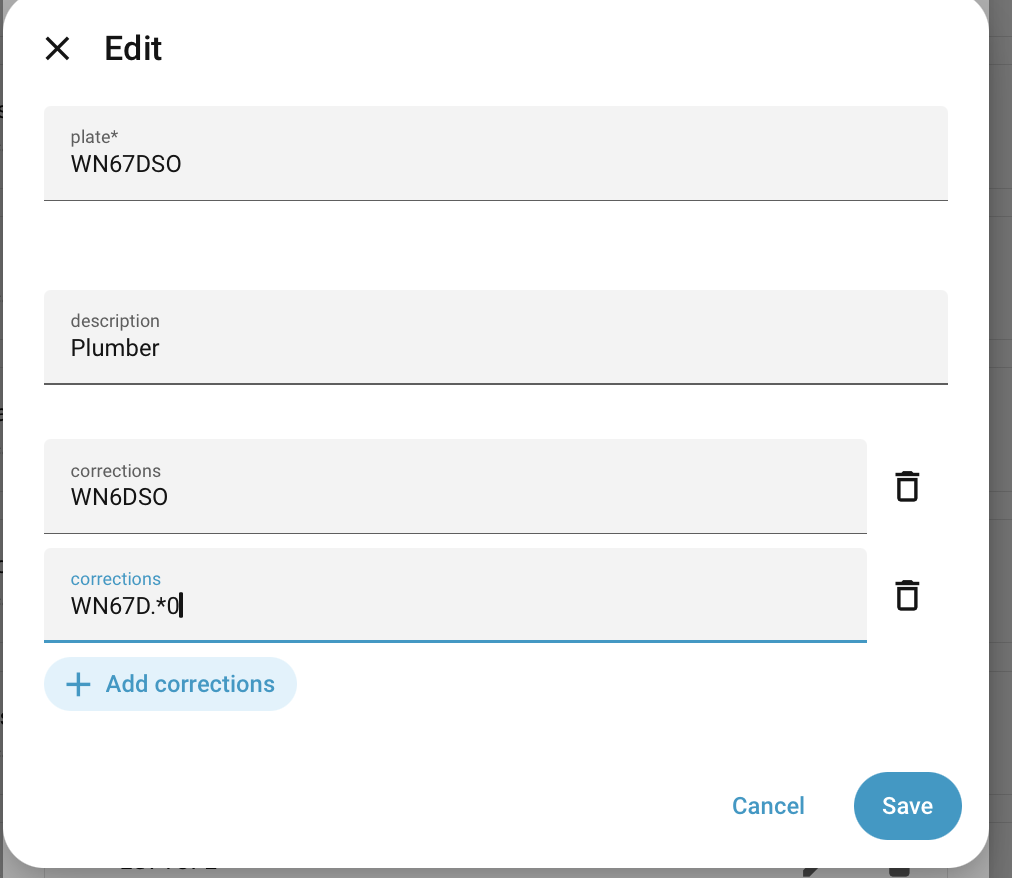 Edit
plate*
WN67DSO
description
Plumber
corrections
WN6DSO
corrections
WN67D.*0
Add corrections
Cancel
Save